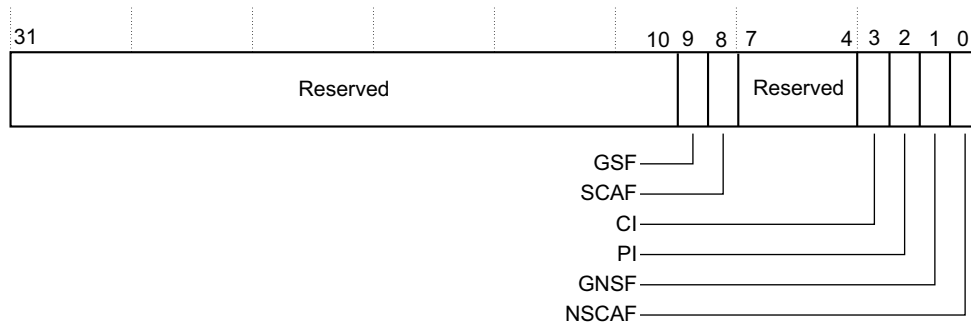 31 10 9 8 7 4 3 2 1 0
Reserved Reserved
GSF
SCAF
CI
PI
GNSF
NSCAF